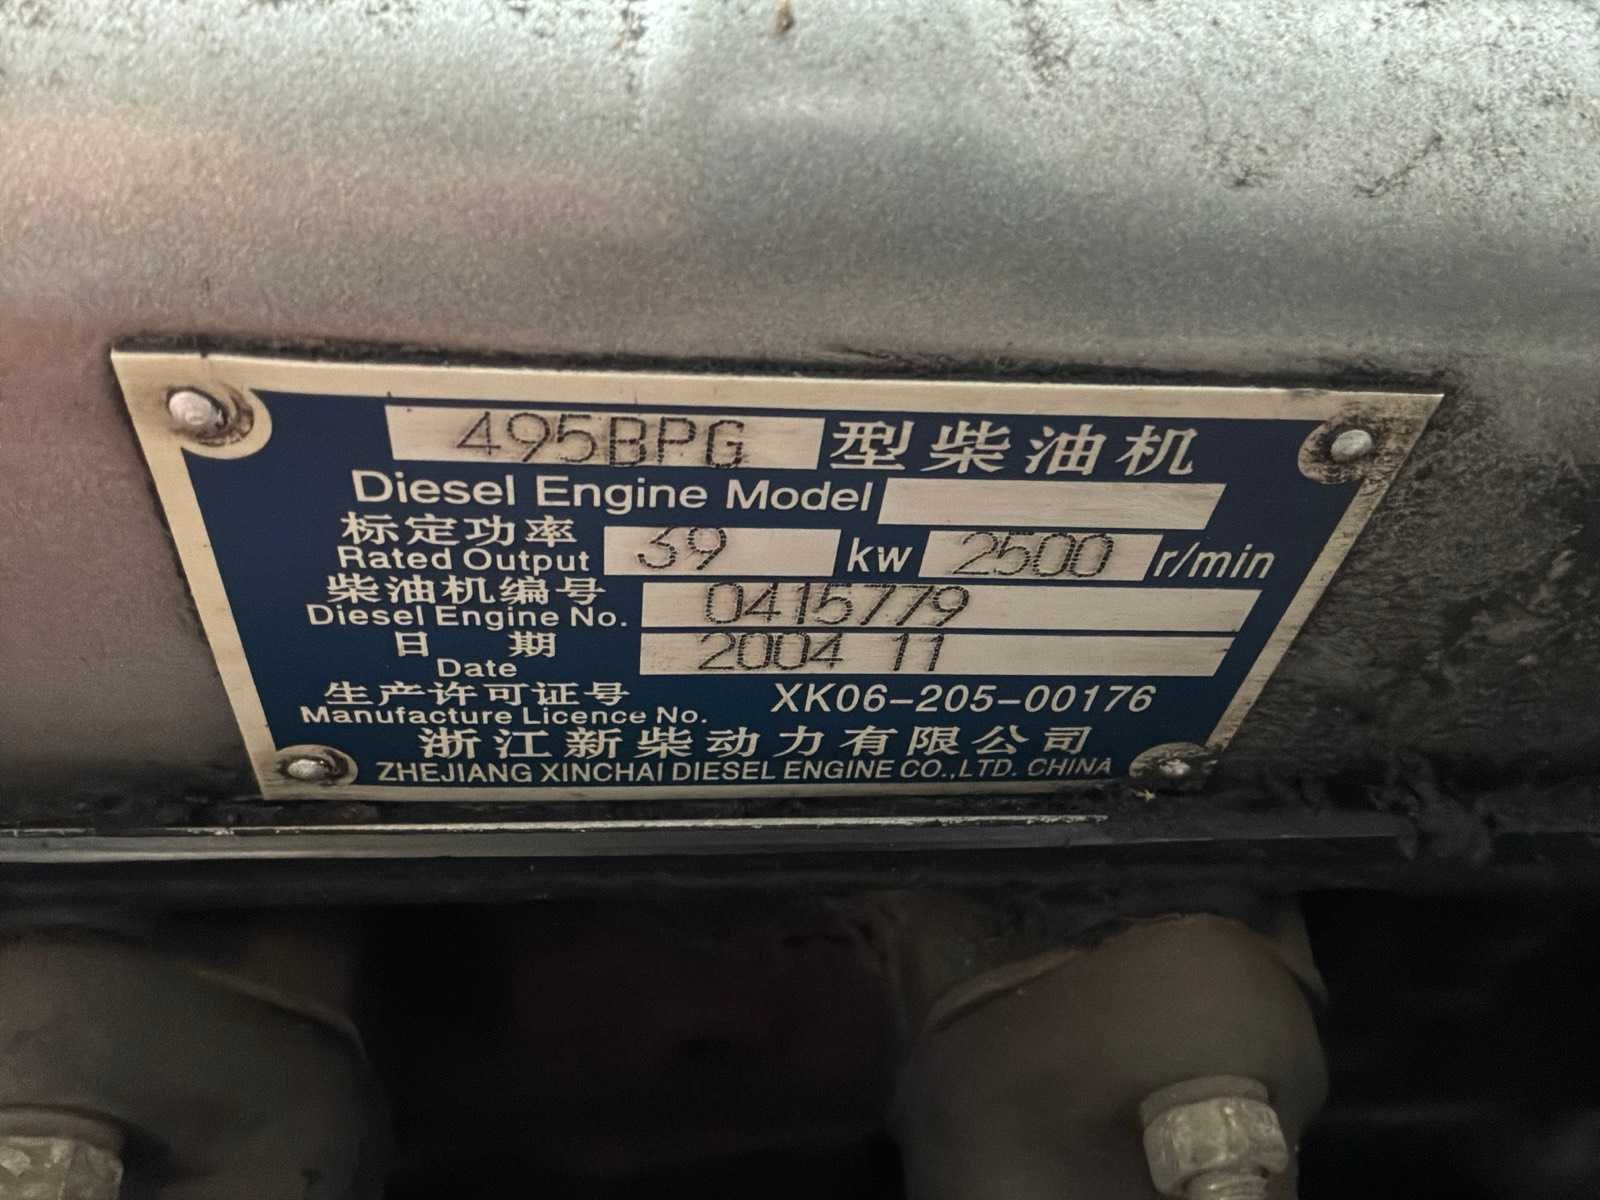 495BPG 型柴油机
Diesel Engine Model
标定功率
Rated Output 39 kw 2500 r/min
柴油机编号
Diesel Engine No. 0415779
日 期
Date 2004 11
生产许可证号 XK06-205-00176
Manufacture Licence No.
浙江新柴动力有限公司
ZHEJIANG XINCHAI DIESEL ENGINE CO.,LTD. CHINA